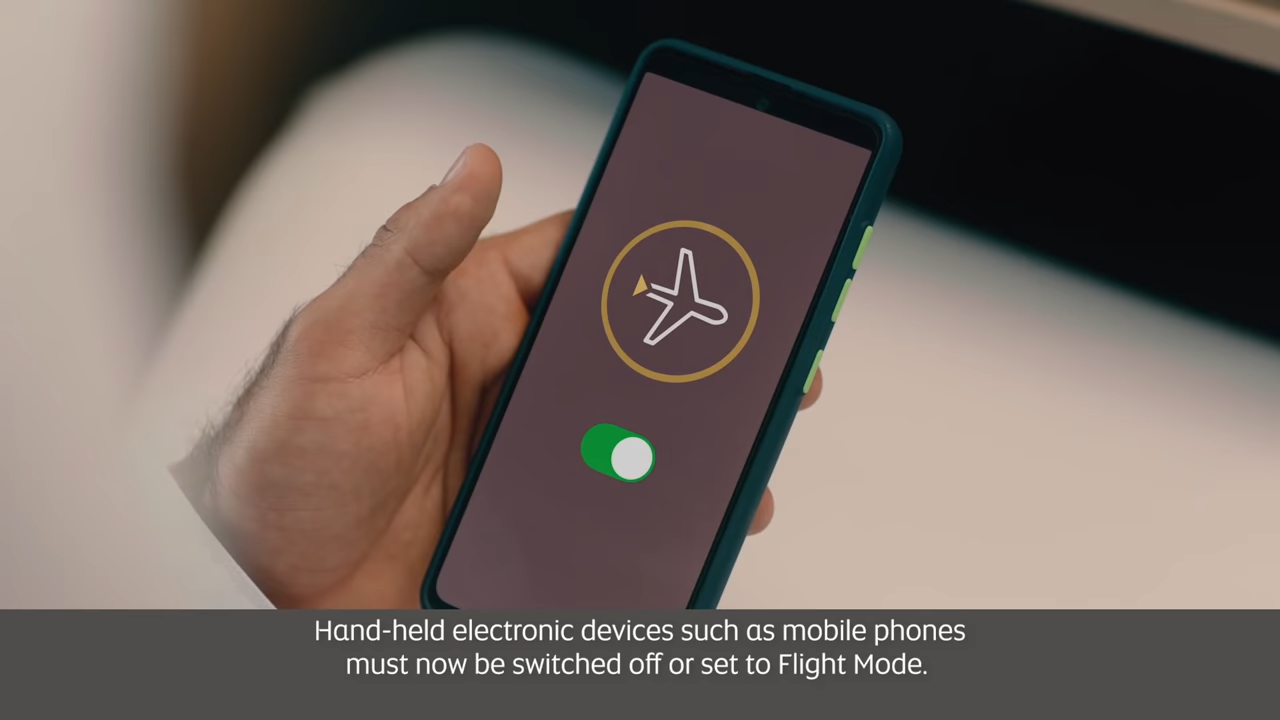 Hand-held electronic devices such as mobile phones
must now be switched off or set to Flight Mode.